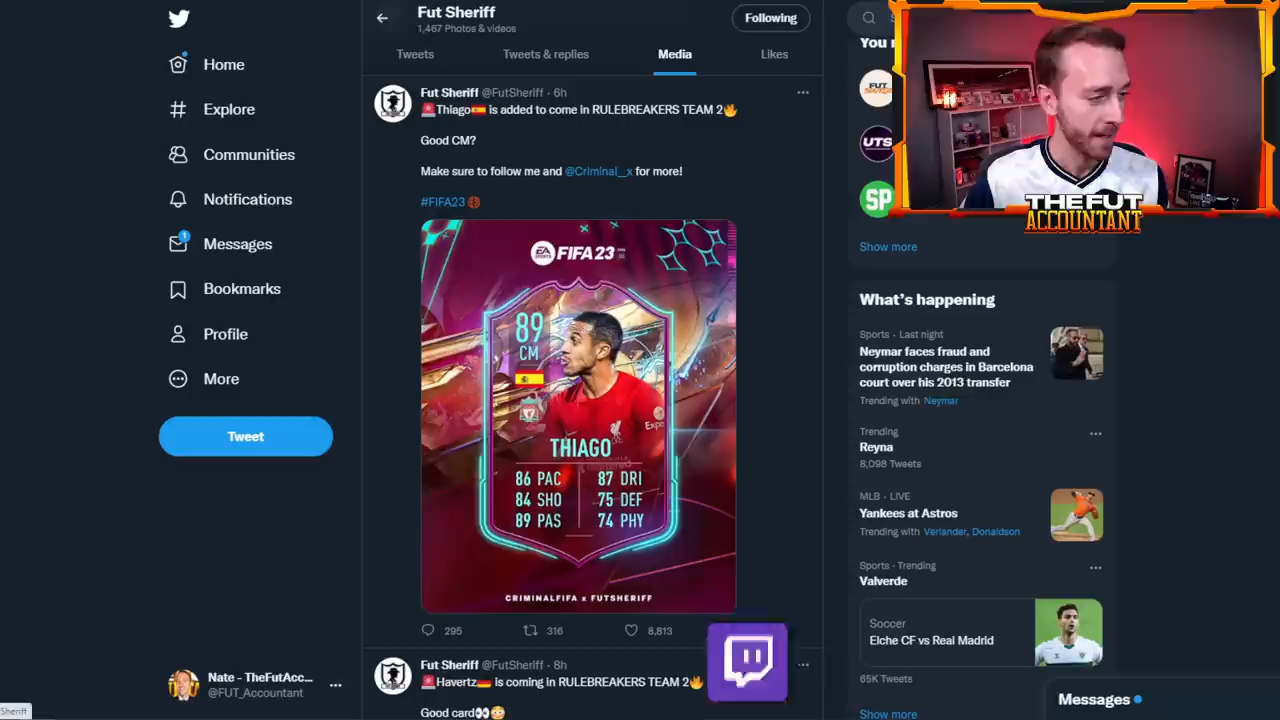 Home
Explore
Communities
Notifications
Messages
1
Bookmarks
Profile
More
Tweet
Nate - TheFutAcc...
@FUT_Accountant
Fut Sheriff
1,467 Photos & videos
Following
Tweets
Tweets & replies
Media
Likes
Fut Sheriff @FutSheriff · 6h
Thiago is added to come in RULEBREAKERS TEAM 2
Good CM?
Make sure to follow me and @Criminal__x for more!
#FIFA23
EA SPORTS FIFA 23
89
CM
THIAGO
86 PAC 87 DRI
84 SHO 75 DEF
89 PAS 74 PHY
CRIMINALFIFA x FUTSHERIFF
295 316 8,813
Fut Sheriff @FutSheriff · 8h
Havertz is coming in RULEBREAKERS TEAM 2
Good card
UTS
SP
THE FUT
ACCOUNTANT
Show more
What's happening
Sports · Last night
Neymar faces fraud and
corruption charges in Barcelona
court over his 2013 transfer
Trending with Neymar
Trending
Reyna
8,098 Tweets
MLB · LIVE
Yankees at Astros
Trending with Verlander, Donaldson
Sports · Trending
Valverde
Soccer
Elche CF vs Real Madrid
65K Tweets
Show more
Messages